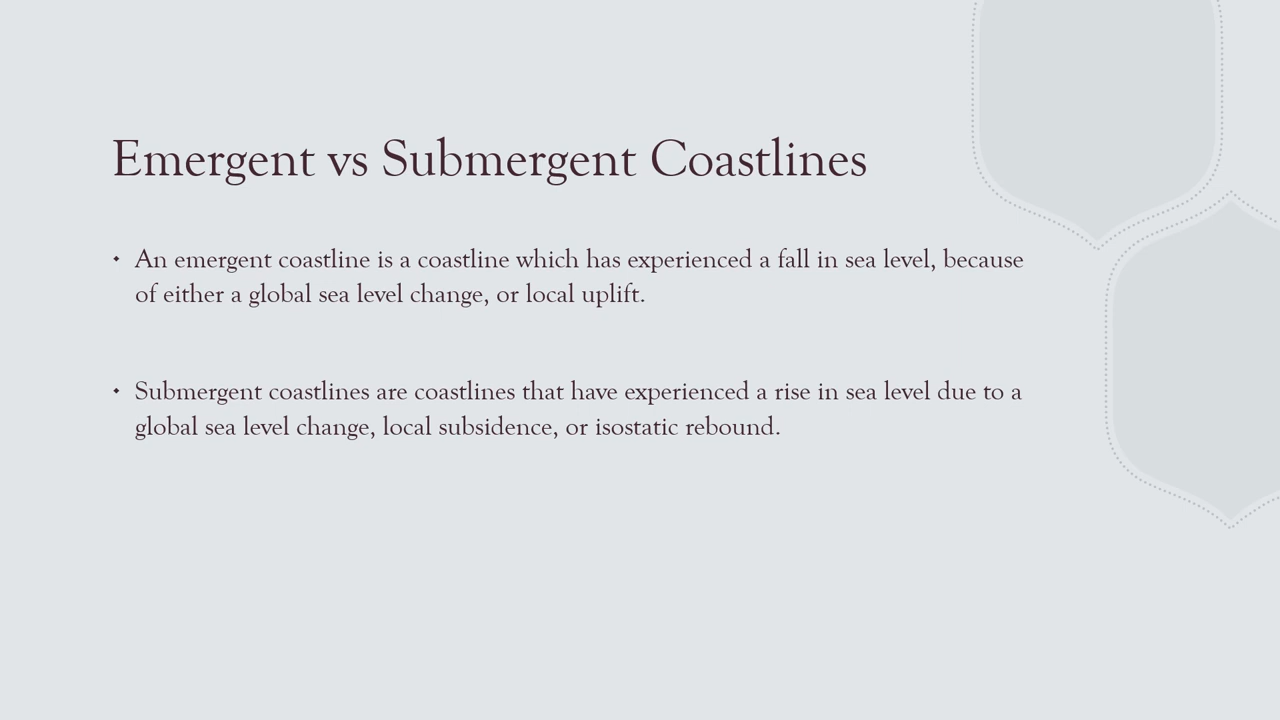 Emergent vs Submergent Coastlines
• An emergent coastline is a coastline which has experienced a fall in sea level, because
of either a global sea level change, or local uplift.
• Submergent coastlines are coastlines that have experienced a rise in sea level due to a
global sea level change, local subsidence, or isostatic rebound.